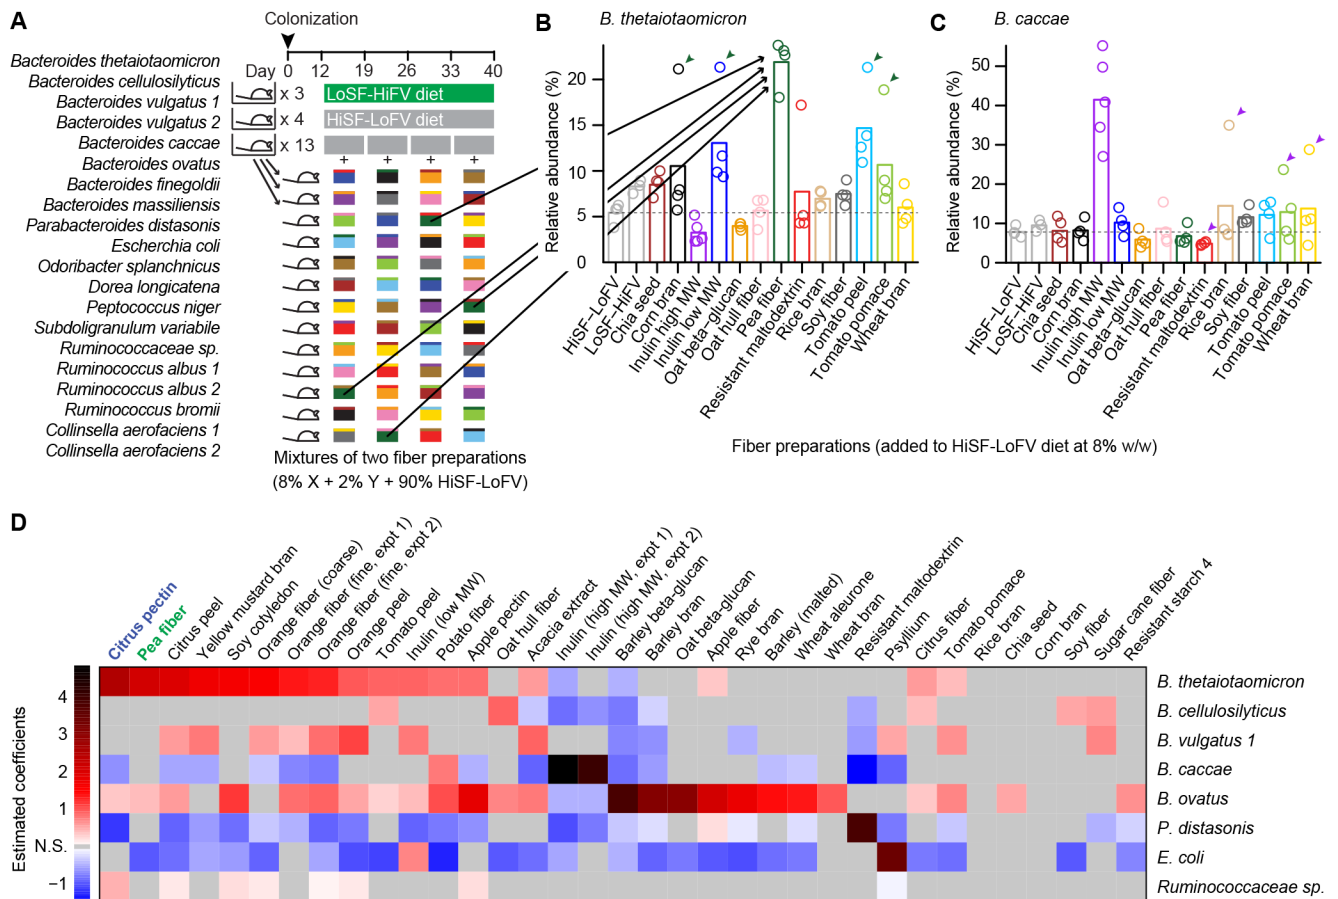 A
Colonization
Day
0 12 19 26 33 40
Bacteroides thetaiotaomicron
Bacteroides cellulosilyticus
Bacteroides vulgatus 1
Bacteroides vulgatus 2
Bacteroides caccae
Bacteroides ovatus
Bacteroides finegoldii
Bacteroides massiliensis
Parabacteroides distasonis
Escherichia coli
Odoribacter splanchnicus
Dorea longicatena
Peptococcus niger
Subdoligranulum variabile
Ruminococcaceae sp.
Ruminococcus albus 1
Ruminococcus albus 2
Ruminococcus bromii
Collinsella aerofaciens 1
Collinsella aerofaciens 2
x 3
LoSF-HiFV diet
x 4
HiSF-LoFV diet
x 13
+ + + +
Mixtures of two fiber preparations
(8% X + 2% Y + 90% HiSF-LoFV)
B
B. thetaiotaomicron
Relative abundance (%)
20
15
10
5
0
HiSF-LoFV
LoSF-HiFV
Chia seed
Corn bran
Inulin high MW
Inulin low MW
Oat beta-glucan
Oat hull fiber
Pea fiber
Resistant maltodextrin
Rice bran
Soy fiber
Tomato peel
Tomato pomace
Wheat bran
C
B. caccae
Relative abundance (%)
50
40
30
20
10
0
HiSF-LoFV
LoSF-HiFV
Chia seed
Corn bran
Inulin high MW
Inulin low MW
Oat beta-glucan
Oat hull fiber
Pea fiber
Resistant maltodextrin
Rice bran
Soy fiber
Tomato peel
Tomato pomace
Wheat bran
Fiber preparations (added to HiSF-LoFV diet at 8% w/w)
D
Citrus pectin
Pea fiber
Citrus peel
Yellow mustard bran
Soy cotyledon
Orange fiber (coarse)
Orange fiber (fine, expt 1)
Orange fiber (fine, expt 2)
Orange peel
Tomato peel
Inulin (low MW)
Potato fiber
Apple pectin
Oat hull fiber
Acacia extract
Inulin (high MW, expt 1)
Inulin (high MW, expt 2)
Barley beta-glucan
Barley bran
Oat beta-glucan
Apple fiber
Rye bran
Barley (malted)
Wheat aleurone
Wheat bran
Resistant maltodextrin
Psyllium
Citrus fiber
Tomato pomace
Rice bran
Chia seed
Corn bran
Soy fiber
Sugar cane fiber
Resistant starch 4
Estimated coefficients
4
3
2
1
N.S.
−1
B. thetaiotaomicron
B. cellulosilyticus
B. vulgatus 1
B. caccae
B. ovatus
P. distasonis
E. coli
Ruminococcaceae sp.